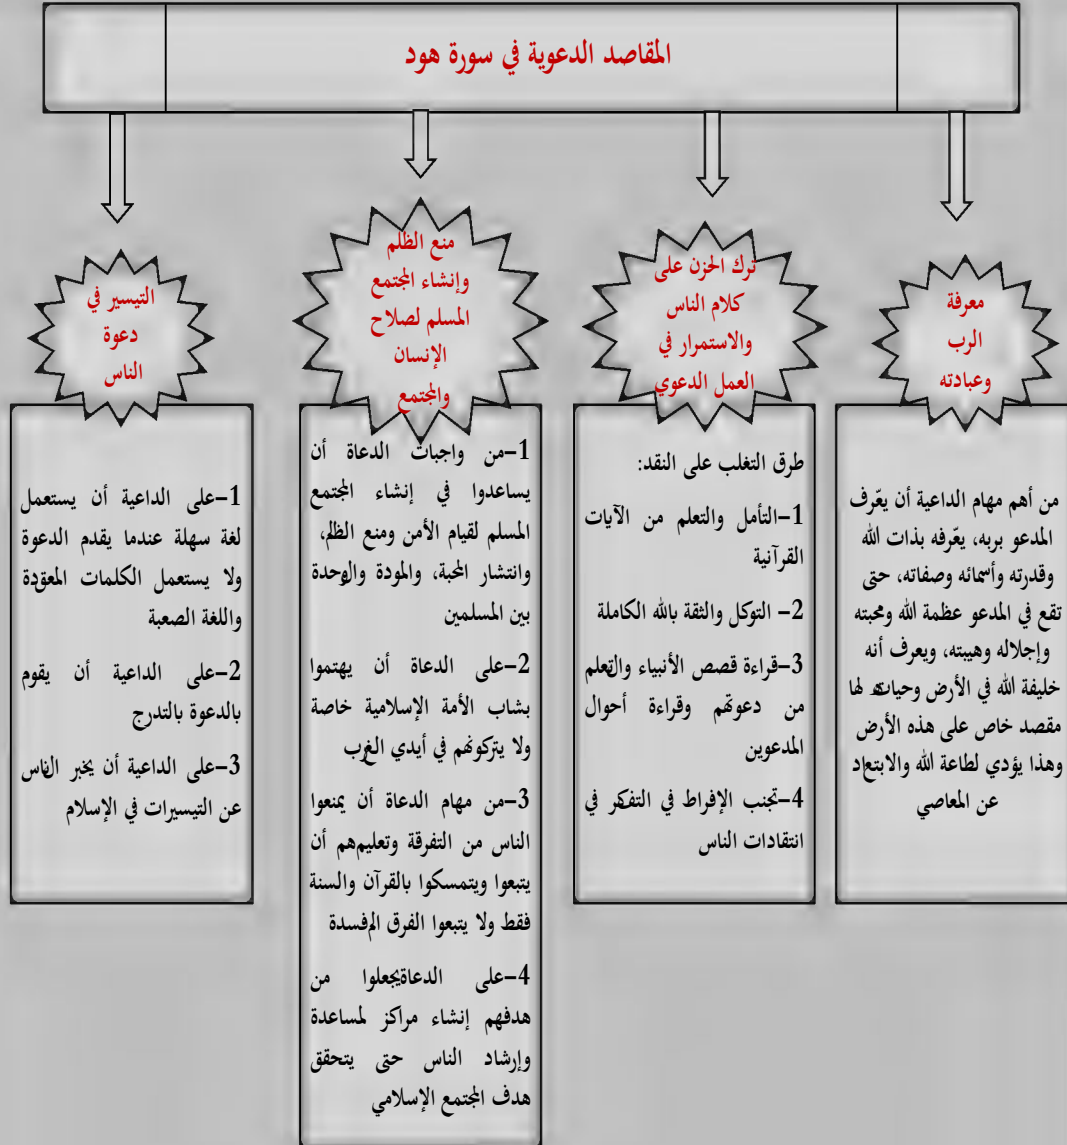 المقاصد الدعوية في سورة هود
معرفة
الرب
وعبادته
من أهم مهام الداعية أن يعّرف
المدعو بربه، يعّرفه بذات الله
وقدرته وأسمائه وصفاته، حتى
تقع في المدعو عظمة الله ومحبته
وإجلاله وهيبته، ويعرف أنه
خليفة الله في الأرض وحياته لها
مقصد خاص على هذه الأرض
وهذا يؤدي لطاعة الله والابتعاد
عن المعاصي
ترك الحزن على
كلام الناس
والاستمرار في
العمل الدعوي
طرق التغلب على النقد:
1-التأمل والتعلم من الآيات
القرآنية
2- التوكل والثقة بالله الكاملة
3-قراءة قصص الأنبياء والتعلم
من دعوتهم وقراءة أحوال
المدعوين
4-تجنب الإفراط في التفكر في
انتقادات الناس
منع الظلم
وإنشاء المجتمع
المسلم لصلاح
الإنسان
والمجتمع
1-من واجبات الدعاة أن
يساعدوا في إنشاء المجتمع
المسلم لقيام الأمن ومنع الظلم،
وانتشار المحبة، والمودة والوحدة
بين المسلمين
2-على الدعاة أن يهتموا
بشاب الأمة الإسلامية خاصة
ولا يتركونهم في أيدي الغرب
3-من مهام الدعاة أن يمنعوا
الناس من التفرقة وتعليمهم أن
يتبعوا ويتمسكوا بالقرآن والسنة
فقط ولا يتبعوا الفرق المفسدة
4-على الدعاة يجعلوا من
هدفهم إنشاء مراكز لمساعدة
وإرشاد الناس حتى يتحقق
هدف المجتمع الإسلامي
التيسير في
دعوة
الناس
1-على الداعية أن يستعمل
لغة سهلة عندما يقدم الدعوة
ولا يستعمل الكلمات المعقدة
واللغة الصعبة
2-على الداعية أن يقوم
بالدعوة بالتدرج
3-على الداعية أن يخبر الناس
عن التيسيرات في الإسلام